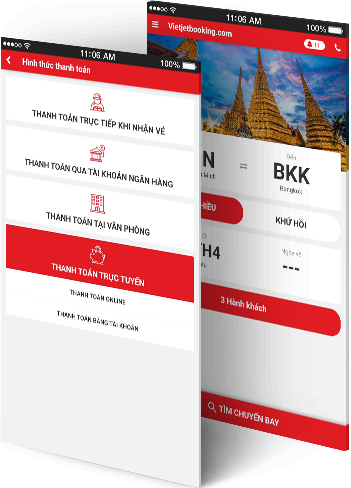 11:06 AM
100%
Hình thức thanh toán
THANH TOÁN TRỰC TIẾP KHI NHẬN VÉ
THANH TOÁN QUA TÀI KHOẢN NGÂN HÀNG
THANH TOÁN TẠI VĂN PHÒNG
THANH TOÁN TRỰC TUYẾN
THANH TOÁN ONLINE
THANH TOÁN BẰNG TÀI KHOẢN
11:06 AM
100%
Vietjetbooking.com
Đến
N
BKK
Minh
Bangkok
HIỀU
KHỨ HỒI
Ngày về
TH4
---
3 Hành khách
TÌM CHUYẾN BAY